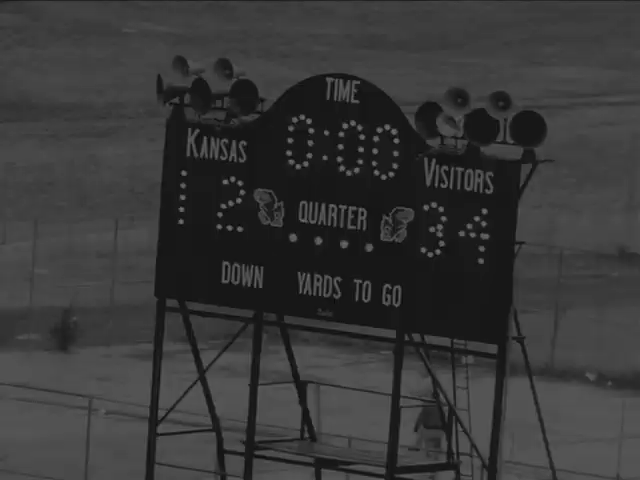 TIME
0:00
KANSAS
VISITORS
12
QUARTER
34
DOWN YARDS TO GO